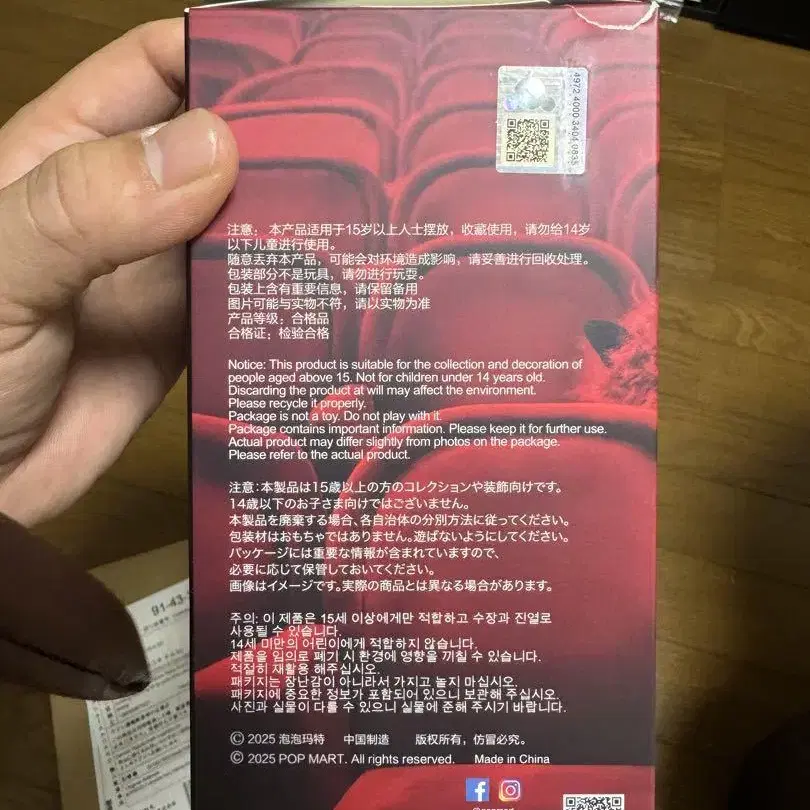 4972 4000 3404 0835
注意： 本产品适用于15岁以上人士摆放，收藏使用，请勿给14岁
以下儿童进行使用。
随意丢弃本产品，可能会对环境造成影响，请妥善进行回收处理。
包装部分不是玩具，请勿进行玩耍。
包装上含有重要信息，请保留备用
图片可能与实物不符，请以实物为准
产品等级：合格品
合格证：检验合格
Notice: This product is suitable for the collection and decoration of
people aged above 15. Not for children under 14 years old.
Discarding the product at will may affect the environment.
Please recycle it properly.
Package is not a toy. Do not play with it.
Package contains important information. Please keep it for further use.
Actual product may differ slightly from photos on the package.
Please refer to the actual product.
注意：本製品は15歳以上の方のコレクションや装飾向けです。
14歳以下のお子さま向けではございません。
本製品を廃棄する場合、各自治体の分別方法に従ってください。
包装材はおもちゃではありません。遊ばないようにしてください。
パッケージには重要な情報が含まれていますので、
必要に応じて保管しておいてください。
画像はイメージです。実際の商品とは異なる場合があります。
주의: 이 제품은 15세 이상에게만 적합하고 수장과 진열로
사용될 수 있습니다.
14세 미만의 어린이에게 적합하지 않습니다.
제품을 임의로 폐기 시 환경에 영향을 끼칠 수 있습니다.
적절히 재활용 해주십시오.
패키지는 장난감이 아니라서 가지고 놀지 마십시오.
패키지에 중요한 정보가 포함되어 있으니 보관해 주십시오.
사진과 실물이 다를 수 있으니 실물에 준해 주시기 바랍니다.
© 2025 泡泡玛特 中国制造 版权所有，仿冒必究。
© 2025 POP MART. All rights reserved. Made in China
91-43-